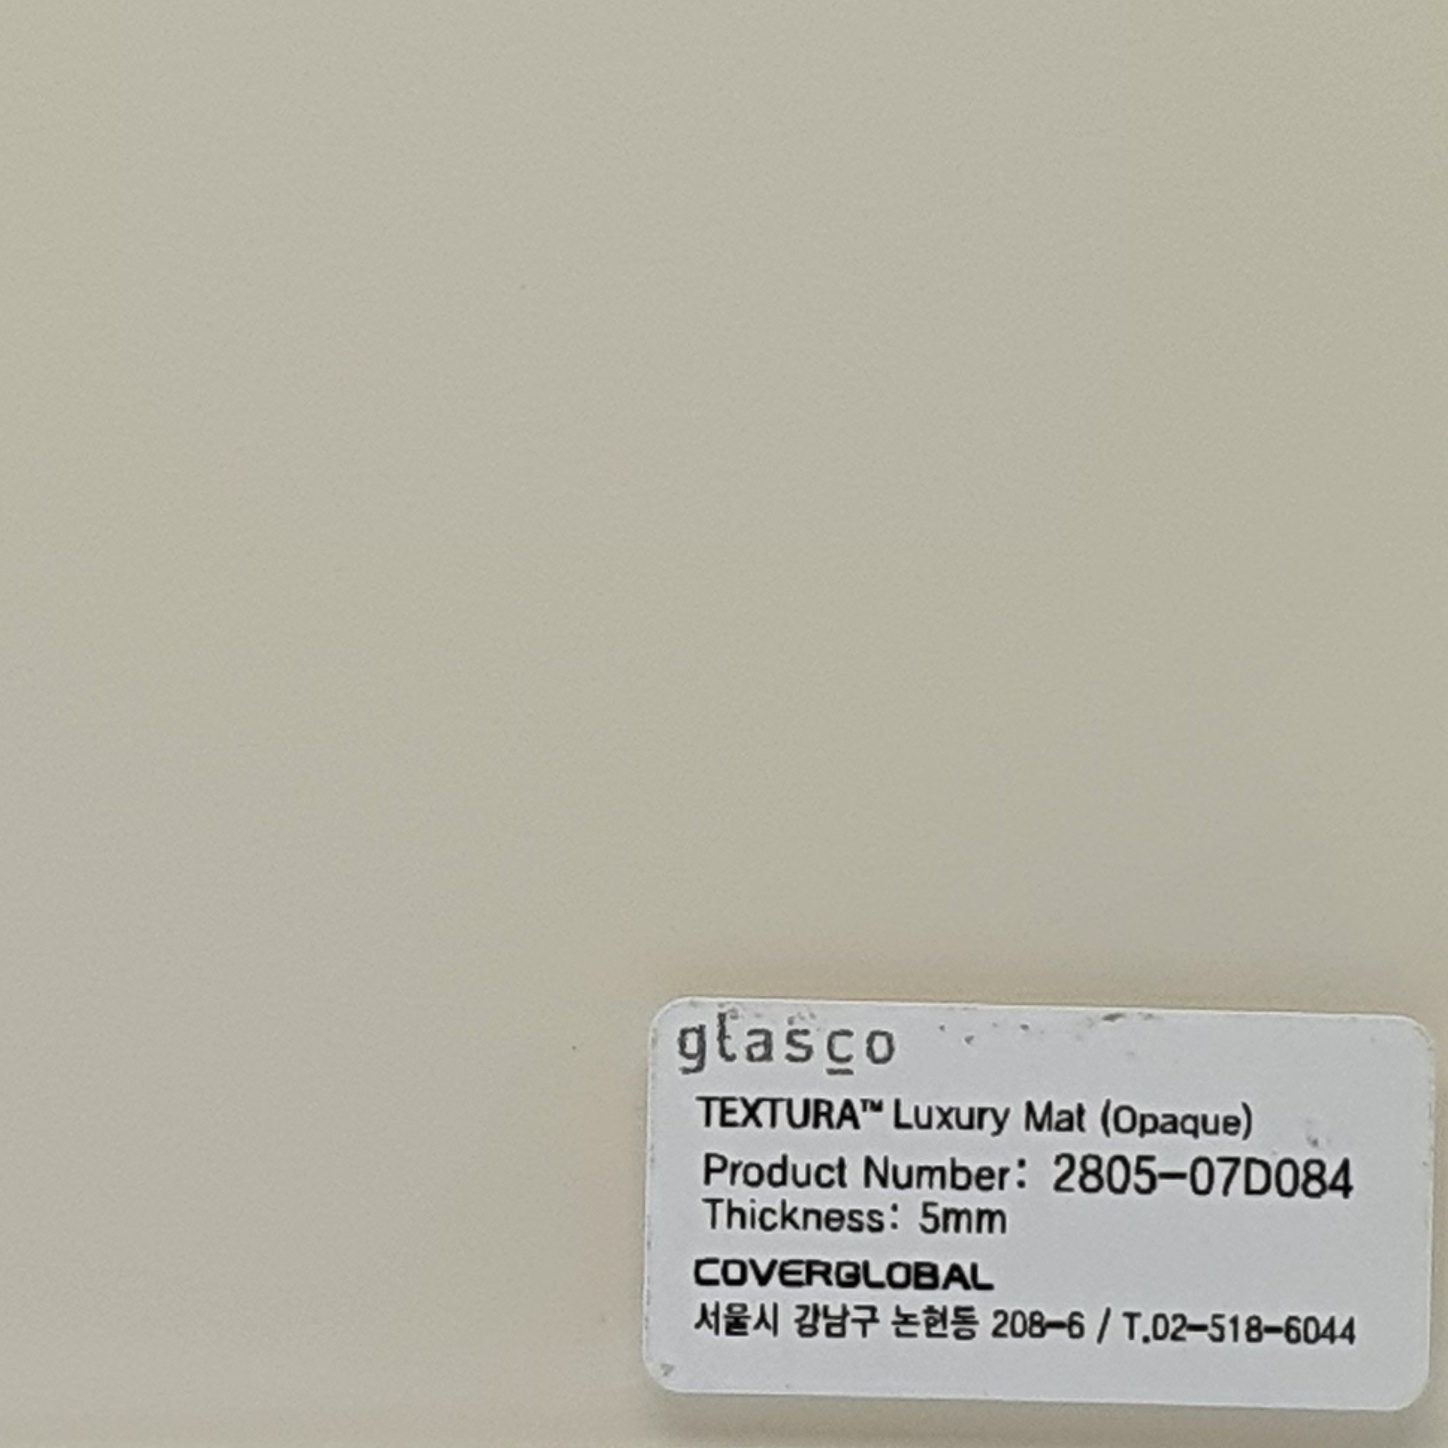 glasco
TEXTURA™ Luxury Mat (Opaque)
Product Number: 2805-07D084
Thickness: 5mm
COVERGLOBAL
서울시 강남구 논현동 208-6 / T.02-518-6044